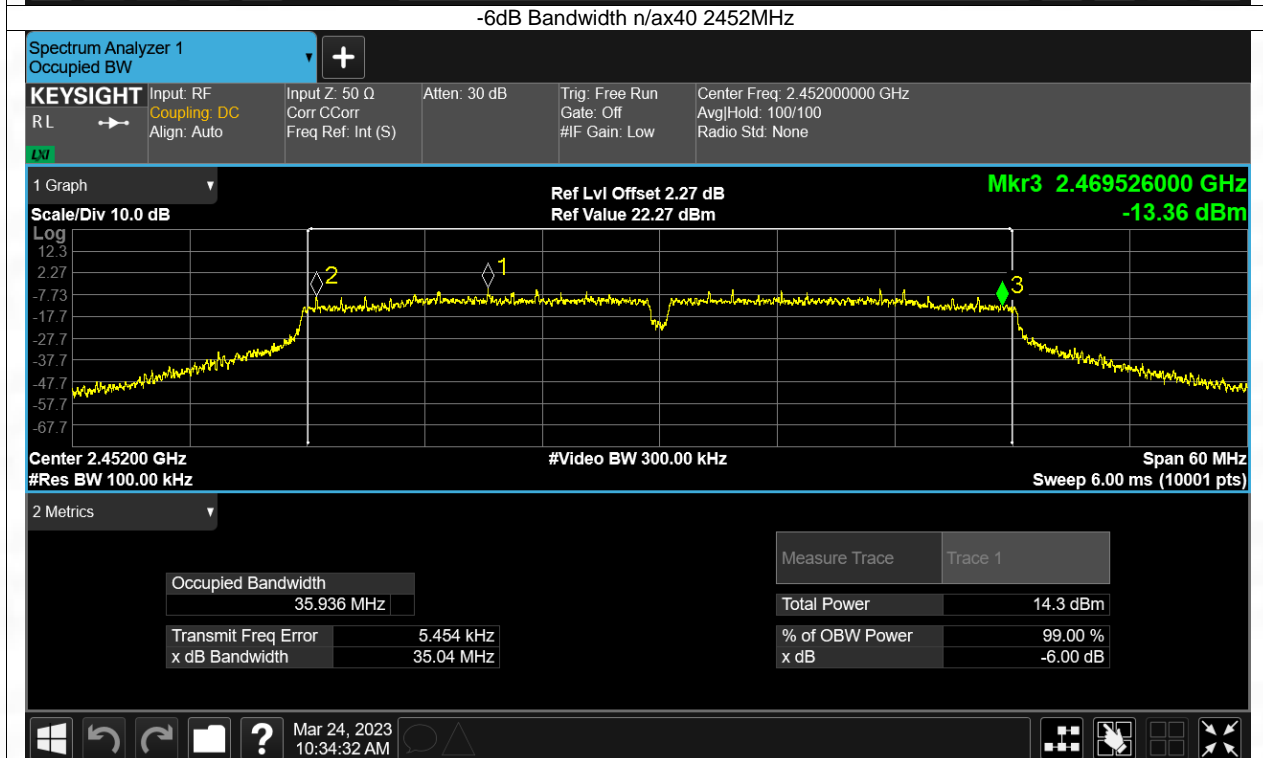 -6dB Bandwidth n/ax40 2452MHz
Spectrum Analyzer 1
Occupied BW
+
KEYSIGHT
RL
LXI
Input: RF
Coupling: DC
Align: Auto
Input Z: 50 Ω
Corr CCorr
Freq Ref: Int (S)
Atten: 30 dB
Trig: Free Run
Gate: Off
#IF Gain: Low
Center Freq: 2.452000000 GHz
Avg|Hold: 100/100
Radio Std: None
1 Graph
Scale/Div 10.0 dB
Ref Lvl Offset 2.27 dB
Ref Value 22.27 dBm
Mkr3 2.469526000 GHz
-13.36 dBm
Log
12.3
2.27
-7.73
-17.7
-27.7
-37.7
-47.7
-57.7
-67.7
2
1
3
Center 2.45200 GHz
#Video BW 300.00 kHz
Span 60 MHz
#Res BW 100.00 kHz
Sweep 6.00 ms (10001 pts)
2 Metrics
Measure Trace Trace 1
Occupied Bandwidth
35.936 MHz
Total Power 14.3 dBm
Transmit Freq Error 5.454 kHz
% of OBW Power 99.00 %
x dB Bandwidth 35.04 MHz
x dB -6.00 dB
?
Mar 24, 2023
10:34:32 AM